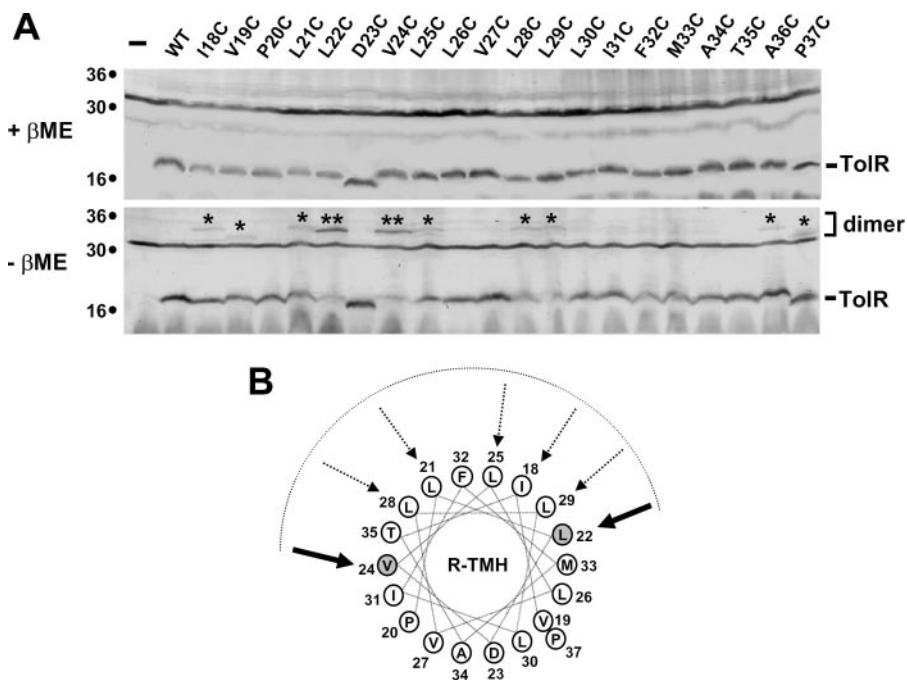 A
– WT I18C V19C P20C L21C L22C D23C V24C L25C L26C V27C L28C L29C L30C I31C F32C M33C A34C T35C A36C P37C
+ βME
36•
30•
16•
– TolR
- βME
36•
30•
16•
* * * ** ** * * * * *
dimer
– TolR
B
21 32 25 18
L F L I
28 L L 29
35 T L 22
24 V R-TMH M 33
31 I L 26
20 P V 19
P 37
27 V A D L 30
34 23